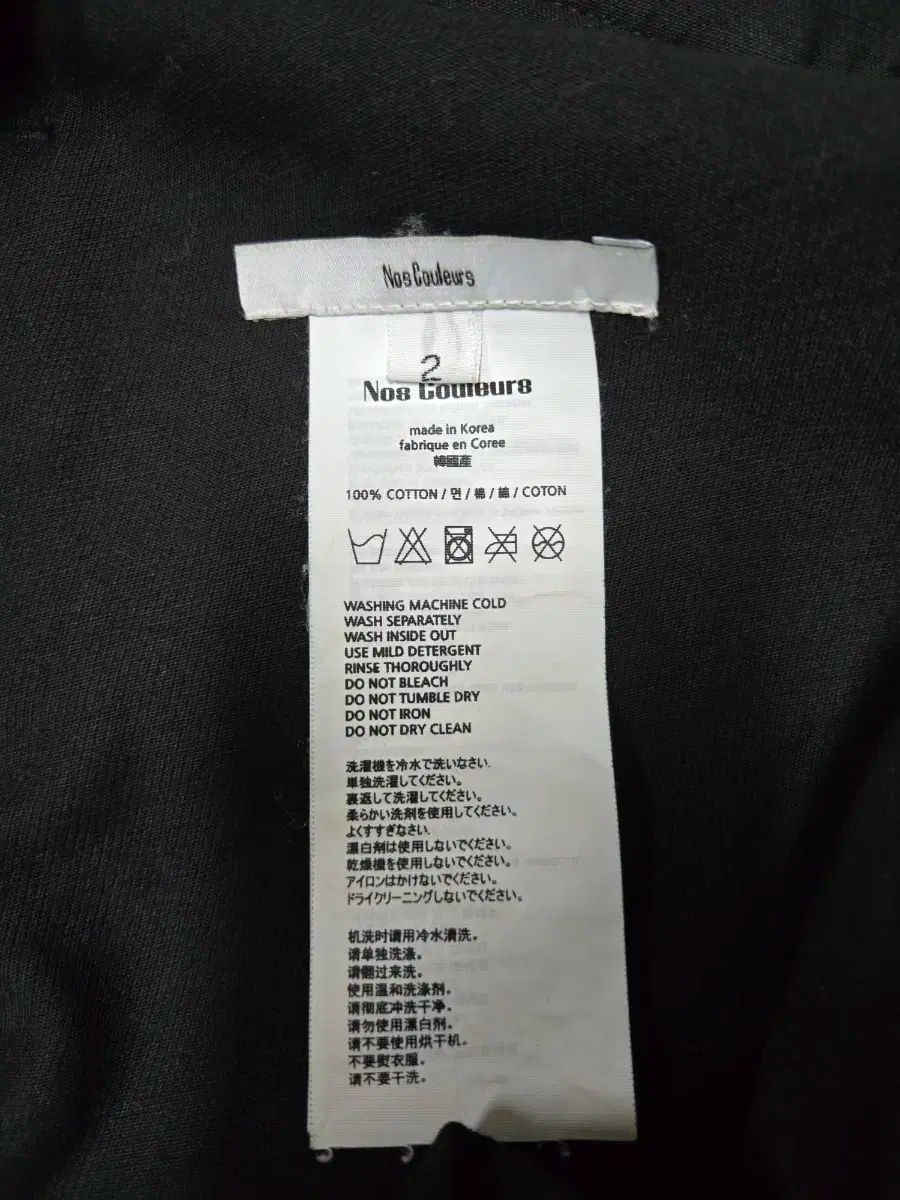 NosCouleurs
2
Nos Couleurs
made in Korea
fabrique en Coree
韓國産
100% COTTON / 면 / 棉 / 綿 / COTON
WASHING MACHINE COLD
WASH SEPARATELY
WASH INSIDE OUT
USE MILD DETERGENT
RINSE THOROUGHLY
DO NOT BLEACH
DO NOT TUMBLE DRY
DO NOT IRON
DO NOT DRY CLEAN
洗濯機を冷水で洗いなさい.
単独洗濯してください。
裏返して洗濯してください。
柔らかい洗剤を使用してください。
よくすすぎなさい.
漂白剤は使用しないでください。
乾燥機を使用しないでください。
アイロンはかけないでください。
ドライクリーニングしないでください。
机洗时请用冷水清洗。
请单独洗涤。
请翻过来洗。
使用温和洗涤剂。
请彻底冲洗干净。
请勿使用漂白剂。
请不要使用烘干机。
不要熨衣服。
请不要干洗。